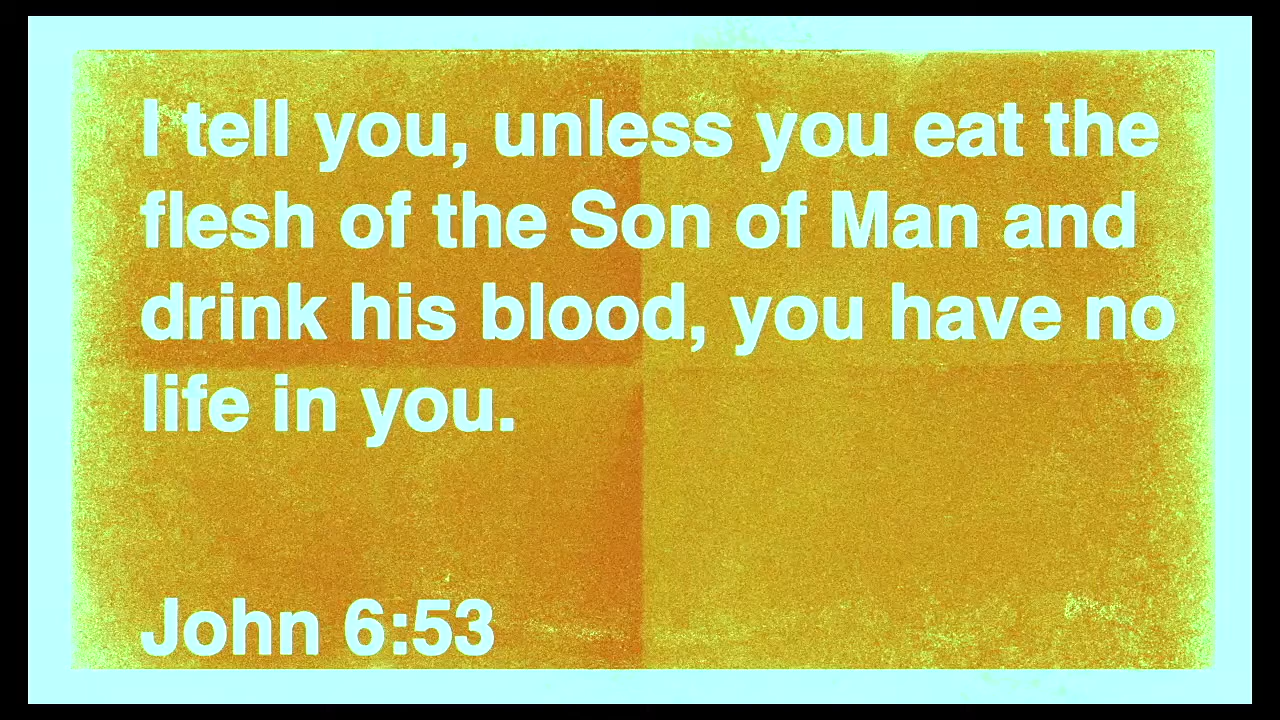 I tell you, unless you eat the
flesh of the Son of Man and
drink his blood, you have no
life in you.
John 6:53